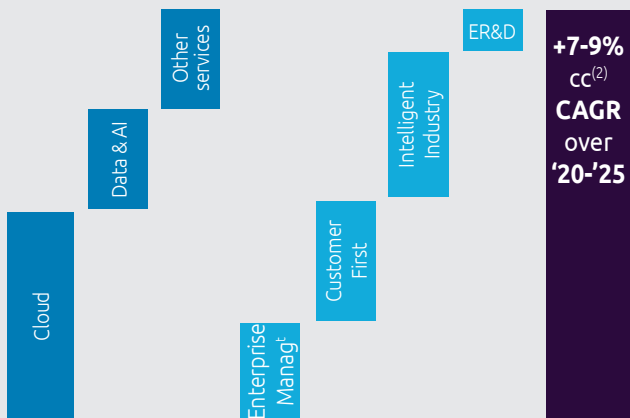 Cloud
Data & AI
Other
services
Enterprise
Managᵗ
Customer
First
Intelligent
Industry
ER&D
+7-9%
cc⁽²⁾
CAGR
over
‘20-’25